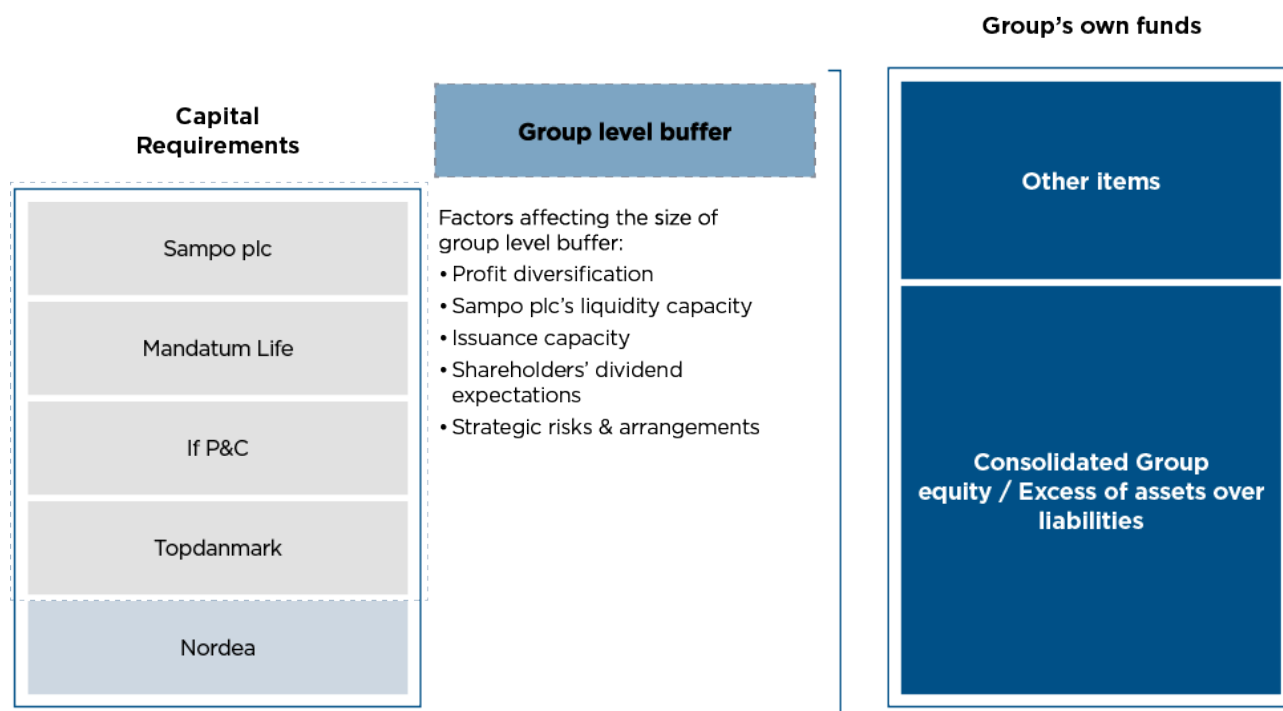 Capital
Requirements
Sampo plc
Mandatum Life
If P&C
Topdanmark
Nordea
Group level buffer
Factors affecting the size of
group level buffer:
• Profit diversification
• Sampo plc's liquidity capacity
• Issuance capacity
• Shareholders' dividend
expectations
• Strategic risks & arrangements
Group's own funds
Other items
Consolidated Group
equity / Excess of assets over
liabilities